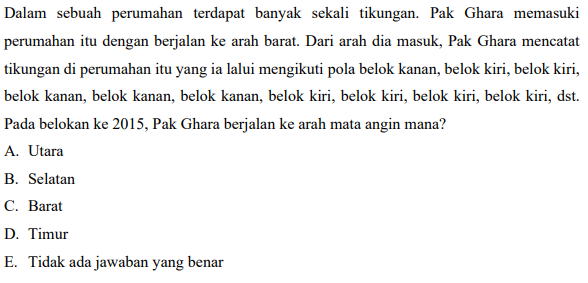 Dalam sebuah perumahan terdapat banyak sekali tikungan. Pak Ghara memasuki
perumahan itu dengan berjalan ke arah barat. Dari arah dia masuk, Pak Ghara mencatat
tikungan di perumahan itu yang ia lalui mengikuti pola belok kanan, belok kiri, belok kiri,
belok kanan, belok kanan, belok kanan, belok kiri, belok kiri, belok kiri, belok kiri, dst.
Pada belokan ke 2015, Pak Ghara berjalan ke arah mata angin mana?
A. Utara
B. Selatan
C. Barat
D. Timur
E. Tidak ada jawaban yang benar